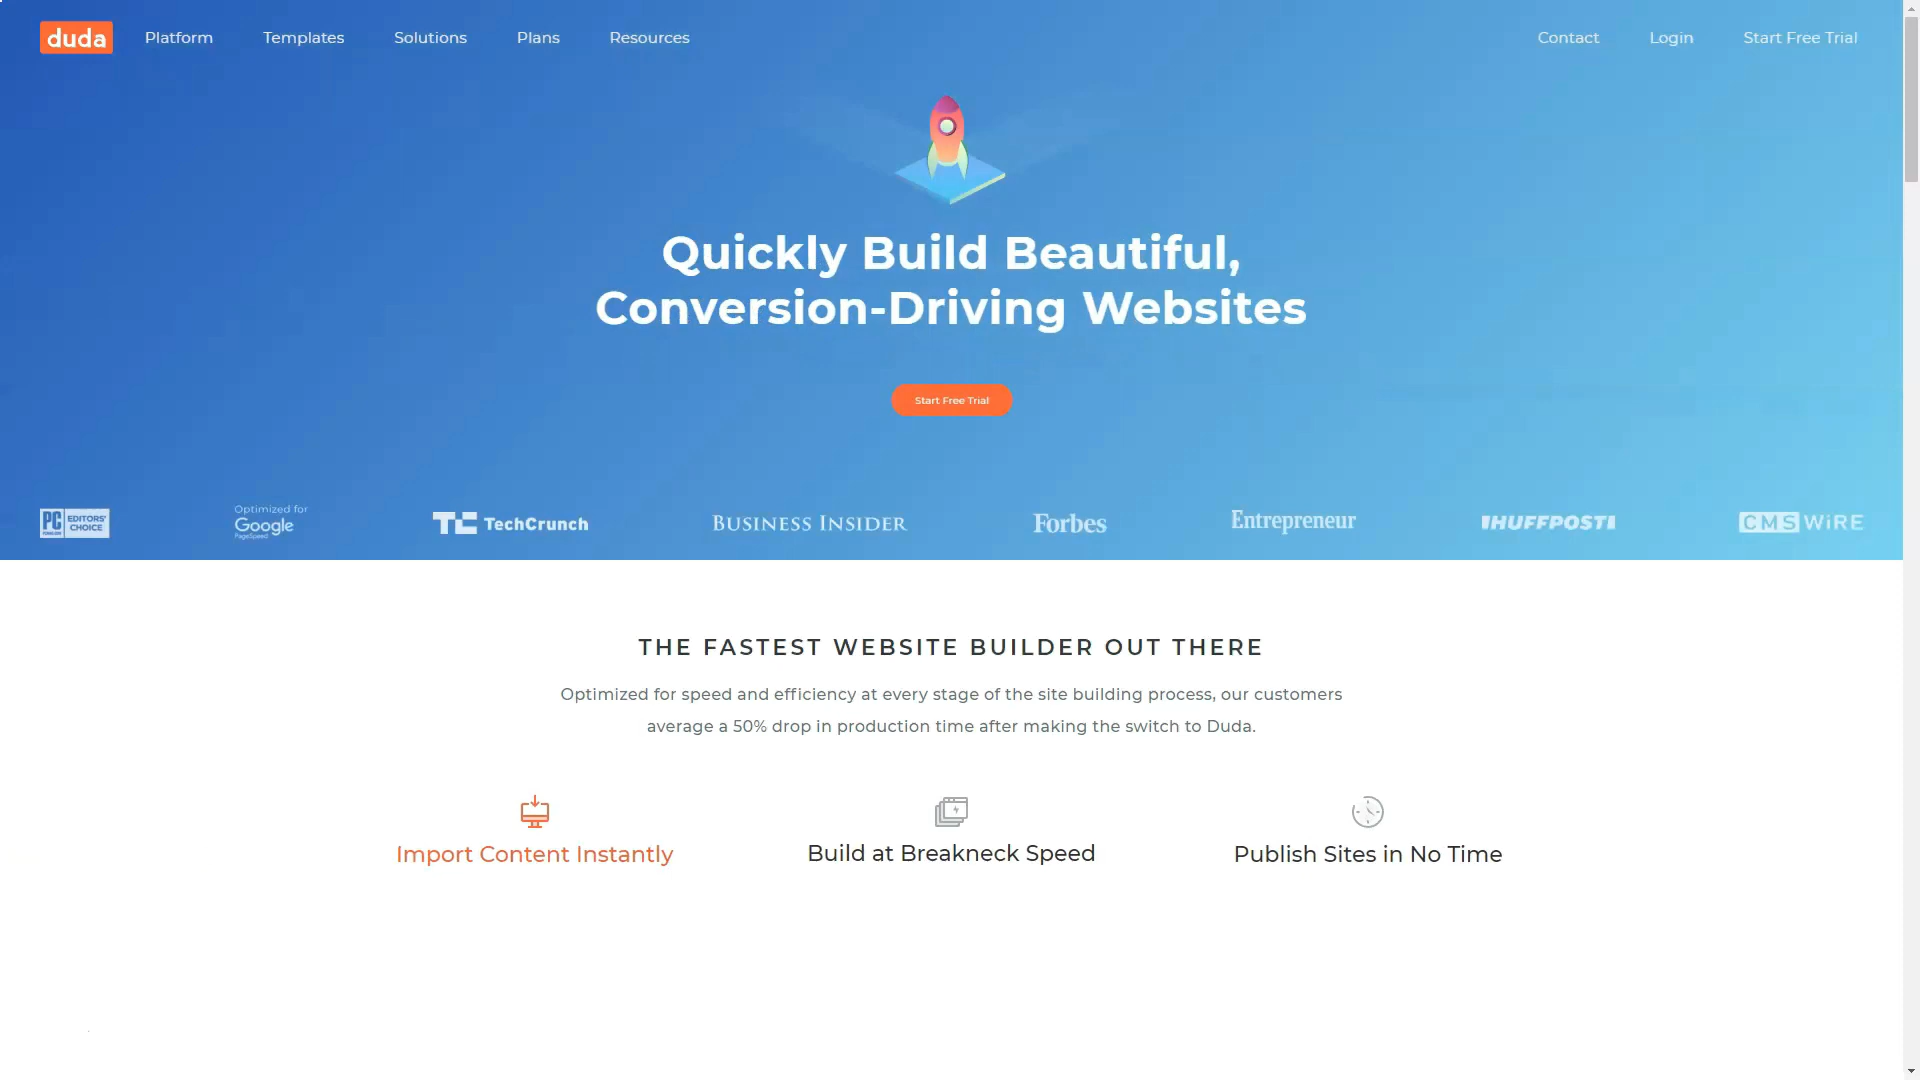 duda
Platform
Templates
Solutions
Plans
Resources
Contact
Login
Start Free Trial
Quickly Build Beautiful,
Conversion-Driving Websites
Start Free Trial
PC
EDITORS'
CHOICE
Optimized for
Google
PageSpeed
TC TechCrunch
BUSINESS INSIDER
Forbes
Entrepreneur
HUFFPOST
CMSWiRE
THE FASTEST WEBSITE BUILDER OUT THERE
Optimized for speed and efficiency at every stage of the site building process, our customers
average a 50% drop in production time after making the switch to Duda.
Import Content Instantly
Build at Breakneck Speed
Publish Sites in No Time